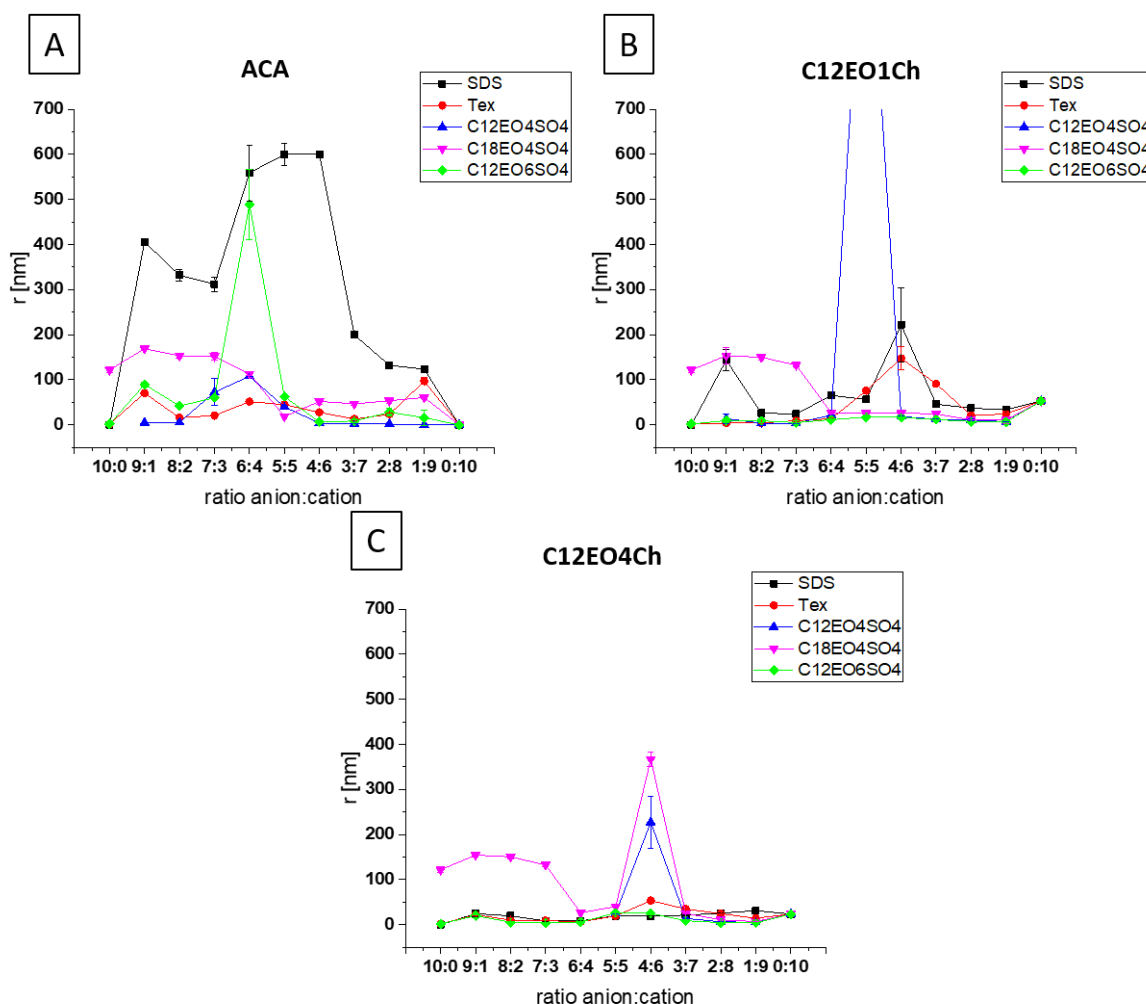 A
ACA
SDS
Tex
C12EO4SO4
C18EO4SO4
C12EO6SO4
700
600
500
400
300
200
100
0
r [nm]
10:0 9:1 8:2 7:3 6:4 5:5 4:6 3:7 2:8 1:9 0:10
ratio anion:cation
B
C12EO1Ch
SDS
Tex
C12EO4SO4
C18EO4SO4
C12EO6SO4
700
600
500
400
300
200
100
0
r [nm]
10:0 9:1 8:2 7:3 6:4 5:5 4:6 3:7 2:8 1:9 0:10
ratio anion:cation
C
C12EO4Ch
SDS
Tex
C12EO4SO4
C18EO4SO4
C12EO6SO4
700
600
500
400
300
200
100
0
r [nm]
10:0 9:1 8:2 7:3 6:4 5:5 4:6 3:7 2:8 1:9 0:10
ratio anion:cation